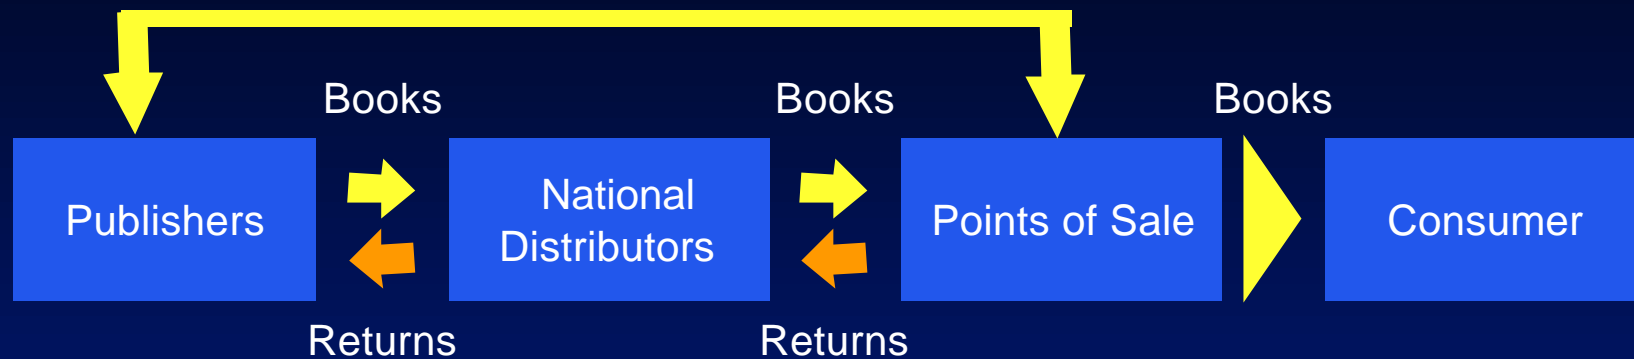 Books
Books
Books
Publishers
National
Distributors
Points of Sale
Consumer
Returns
Returns